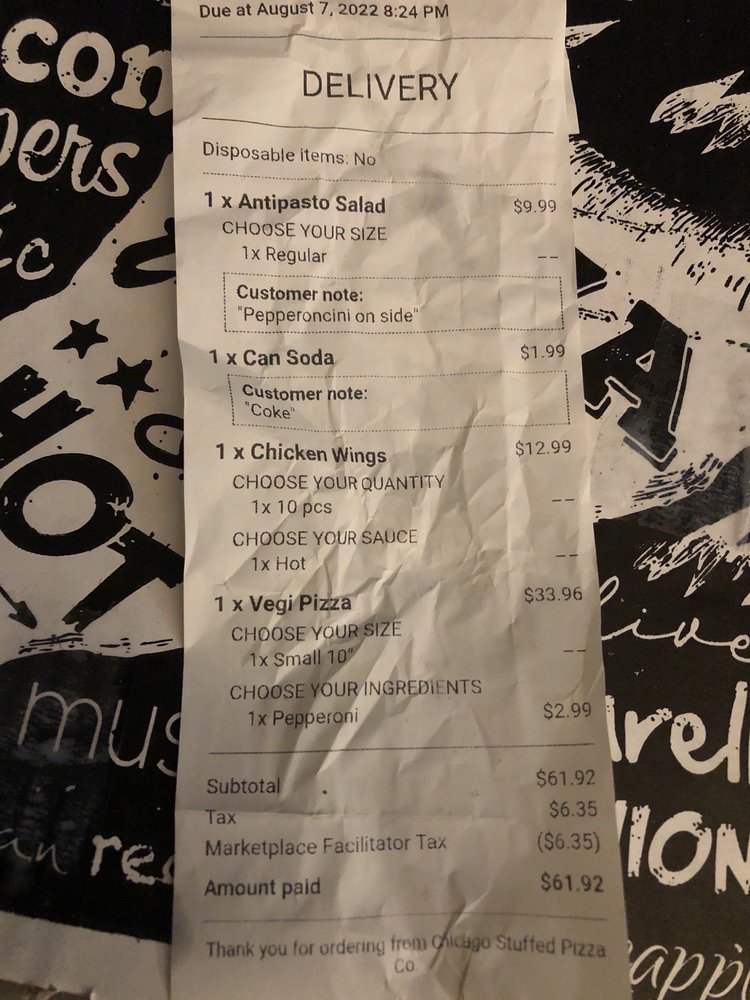 Due at August 7, 2022 8:24 PM
DELIVERY
Disposable items: No
1 x Antipasto Salad $9.99
CHOOSE YOUR SIZE
1x Regular --
Customer note:
"Pepperoncini on side"
1 x Can Soda $1.99
Customer note:
"Coke"
1 x Chicken Wings $12.99
CHOOSE YOUR QUANTITY
1x 10 pcs --
CHOOSE YOUR SAUCE
1x Hot --
1 x Vegi Pizza $33.96
CHOOSE YOUR SIZE
1x Small 10" --
CHOOSE YOUR INGREDIENTS
1x Pepperoni $2.99
Subtotal $61.92
Tax $6.35
Marketplace Facilitator Tax ($6.35)
Amount paid $61.92
Thank you for ordering from Chicago Stuffed Pizza
Co.
HOT